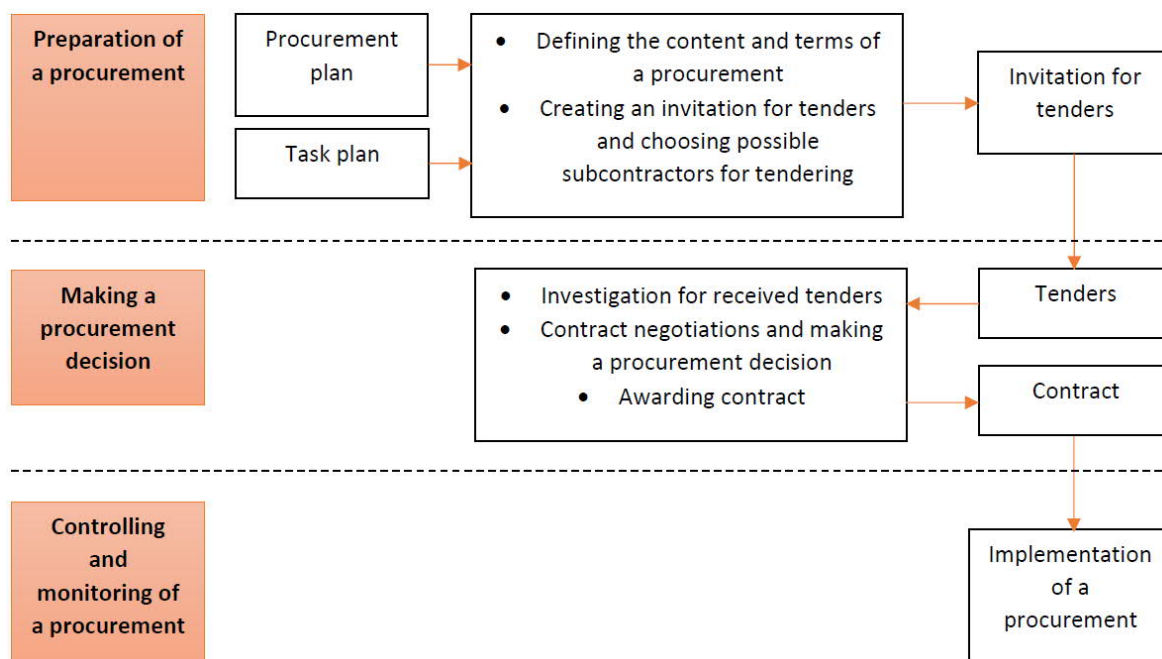 Preparation of
a procurement
Procurement
plan
Task plan
• Defining the content and terms of
a procurement
• Creating an invitation for tenders
and choosing possible
subcontractors for tendering
Invitation for
tenders
Making a
procurement
decision
• Investigation for received tenders
• Contract negotiations and making
a procurement decision
• Awarding contract
Tenders
Contract
Controlling
and
monitoring of
a procurement
Implementation
of a
procurement